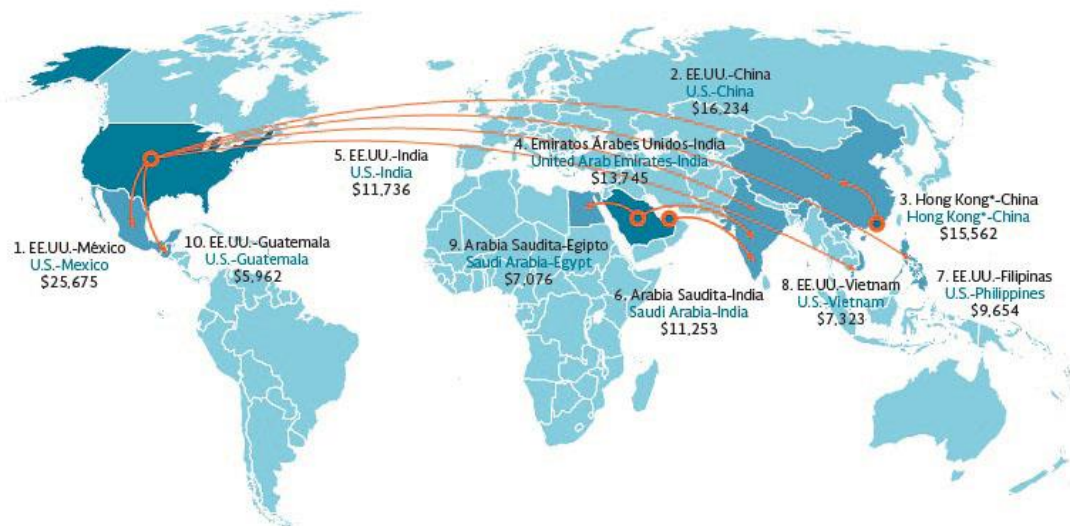 1. EE.UU.-México
U.S.-Mexico
$25,675
2. EE.UU.-China
U.S.-China
$16,234
3. Hong Kong*-China
Hong Kong*-China
$15,562
4. Emiratos Árabes Unidos-India
United Arab Emirates-India
$13,745
5. EE.UU.-India
U.S.-India
$11,736
6. Arabia Saudita-India
Saudi Arabia-India
$11,253
7. EE.UU.-Filipinas
U.S.-Philippines
$9,654
8. EE.UU.-Vietnam
U.S.-Vietnam
$7,323
9. Arabia Saudita-Egipto
Saudi Arabia-Egypt
$7,076
10. EE.UU.-Guatemala
U.S.-Guatemala
$5,962